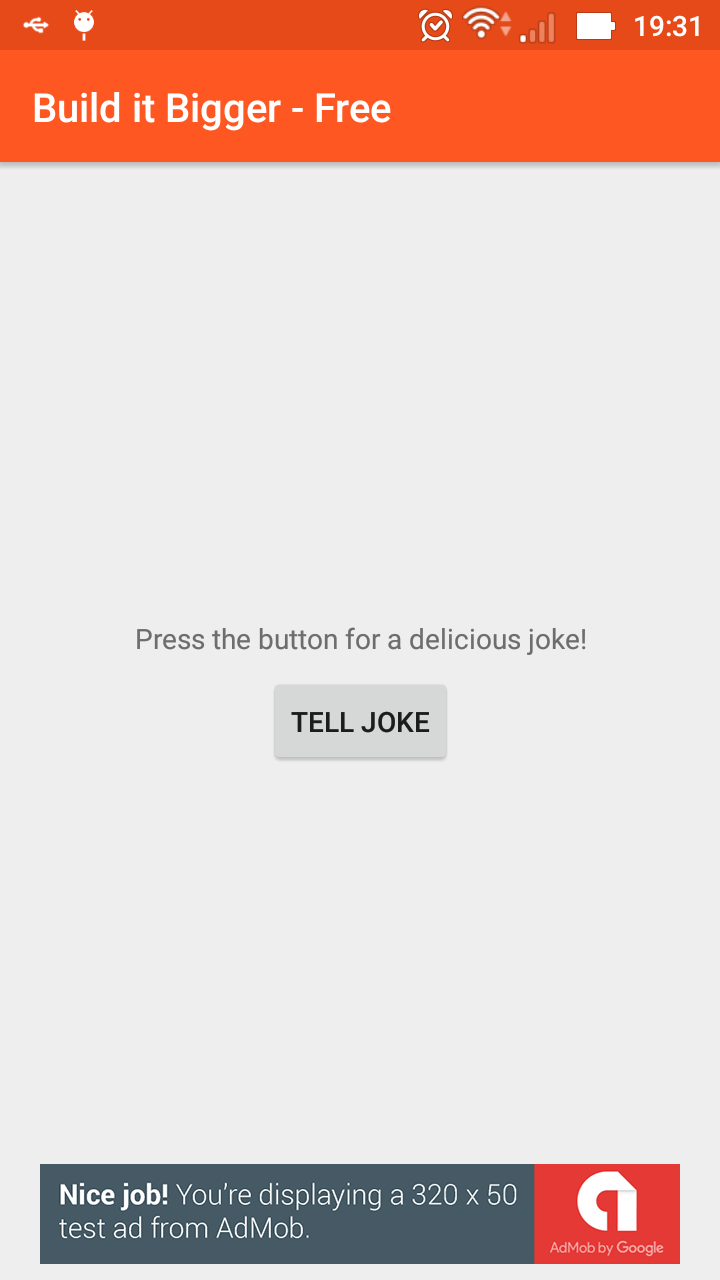 19:31
Build it Bigger - Free
Press the button for a delicious joke!
TELL JOKE
Nice job! You're displaying a 320 x 50
test ad from AdMob.
AdMob by Google